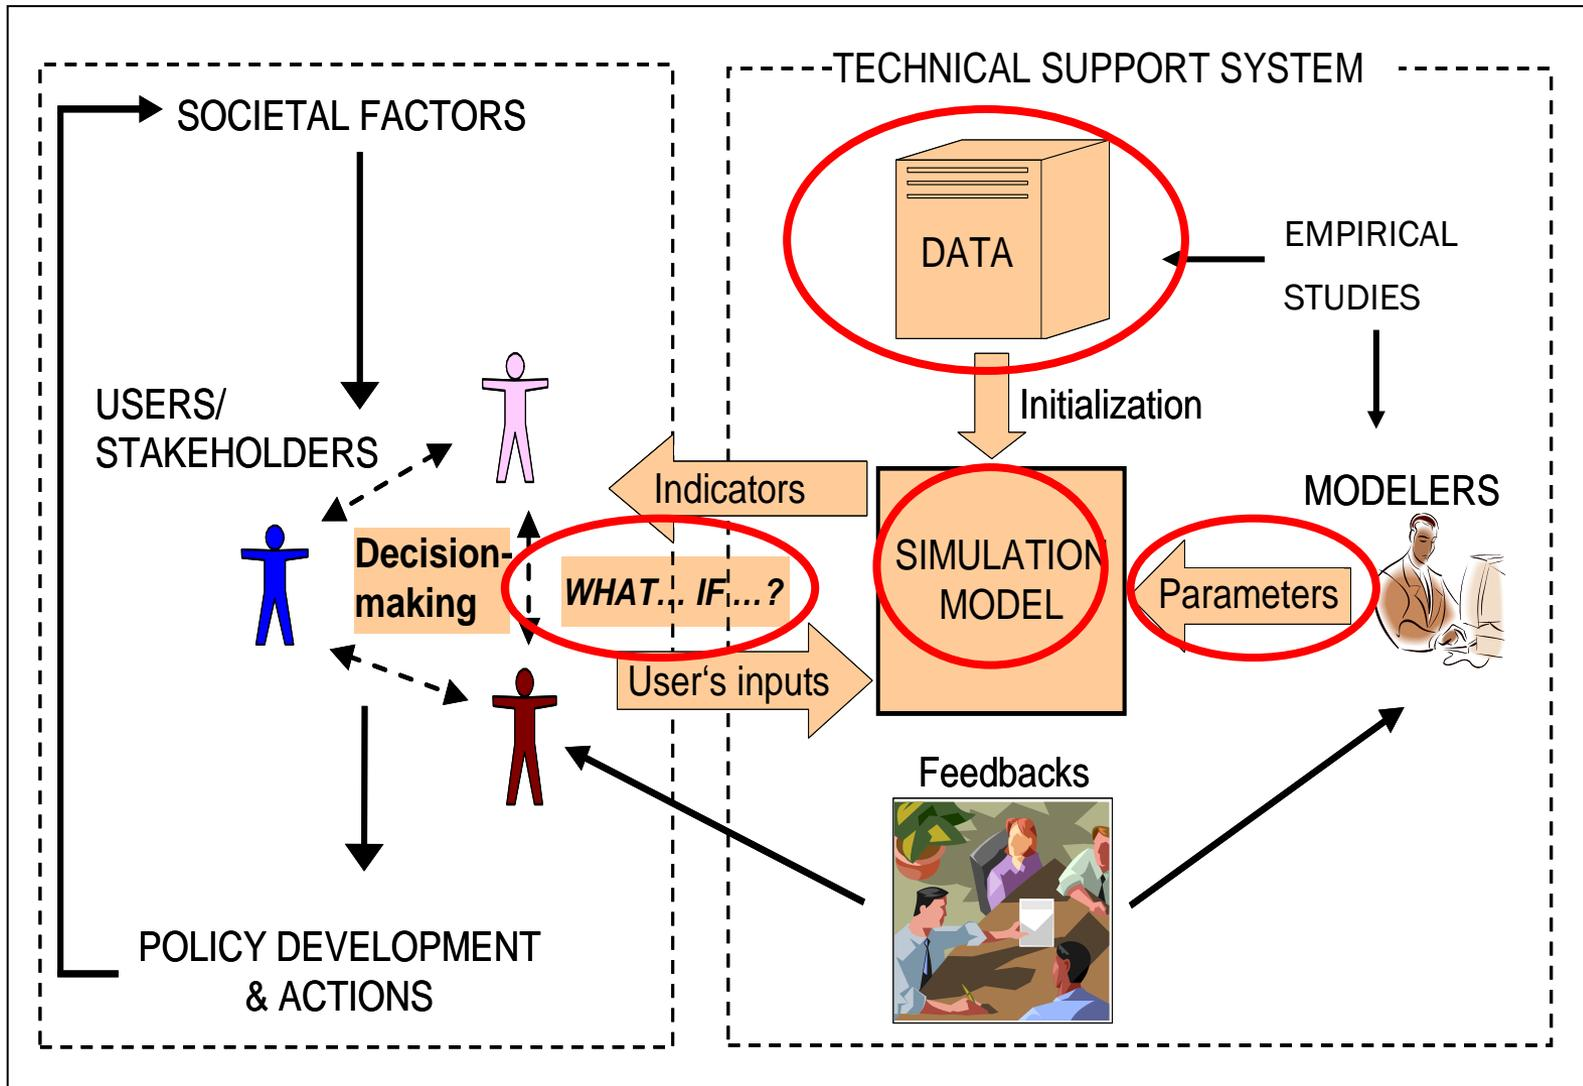 TECHNICAL SUPPORT SYSTEM
SOCIETAL FACTORS
DATA
EMPIRICAL
STUDIES
Initialization
USERS/
STAKEHOLDERS
Indicators
MODELERS
Decision-
making
WHAT… IF …?
SIMULATION
MODEL
Parameters
User‘s inputs
Feedbacks
POLICY DEVELOPMENT
& ACTIONS